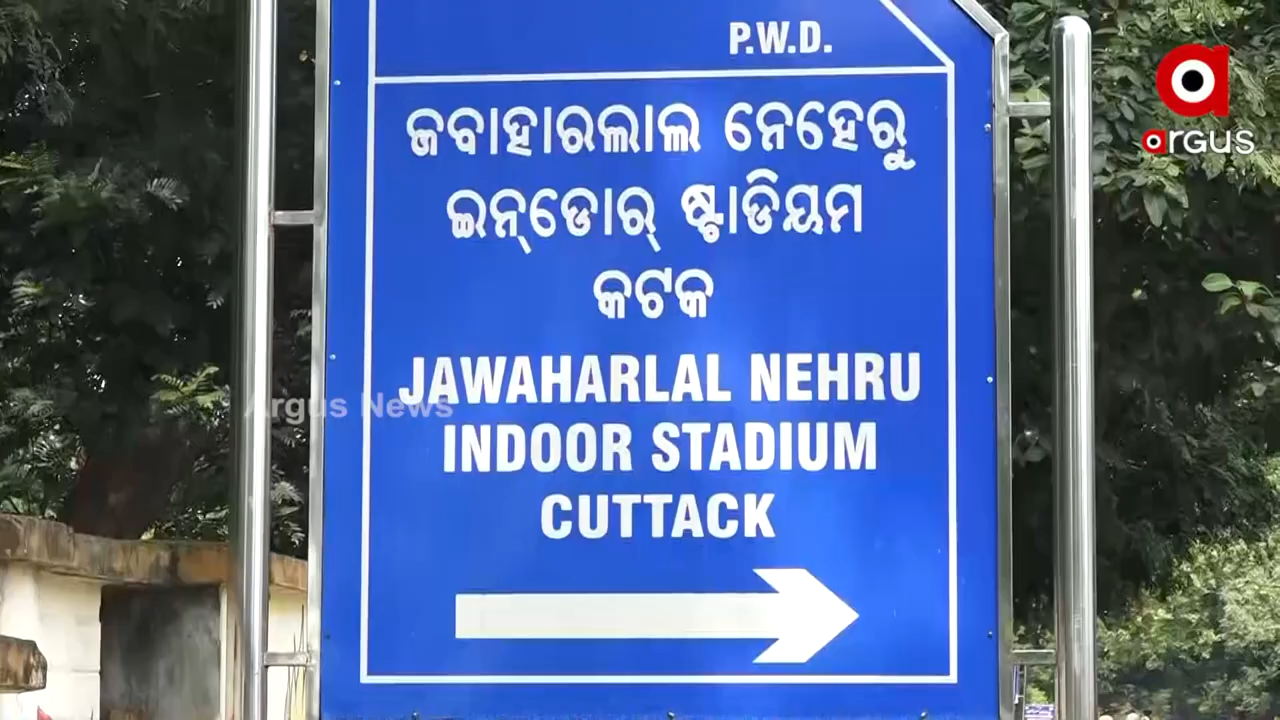 P.W.D.
argus
ଜବାହାରଲାଲ ନେହେରୁ
ଇନ୍‌ଡୋର୍ ଷ୍ଟାଡିୟମ
କଟକ
JAWAHARLAL NEHRU
Argus News
INDOOR STADIUM
CUTTACK